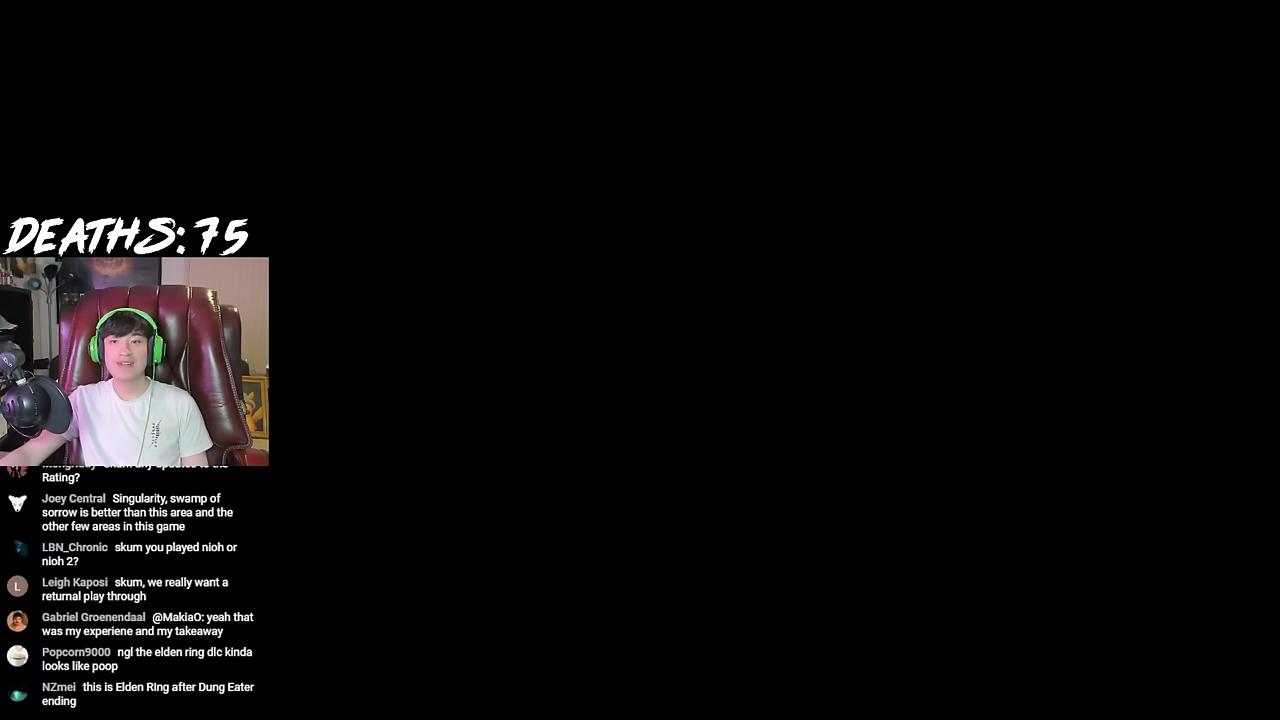 DEATHS: 75
Rating?
Joey Central Singularity, swamp of
sorrow is better than this area and the
other few areas in this game
LBN_Chronic skum you played nioh or
nioh 2?
Leigh Kaposi skum, we really want a
returnal play through
Gabriel Groenendaal @MakiaO: yeah that
was my experiene and my takeaway
Popcorn9000 ngl the elden ring dlc kinda
looks like poop
NZmei this is Elden RIng after Dung Eater
ending